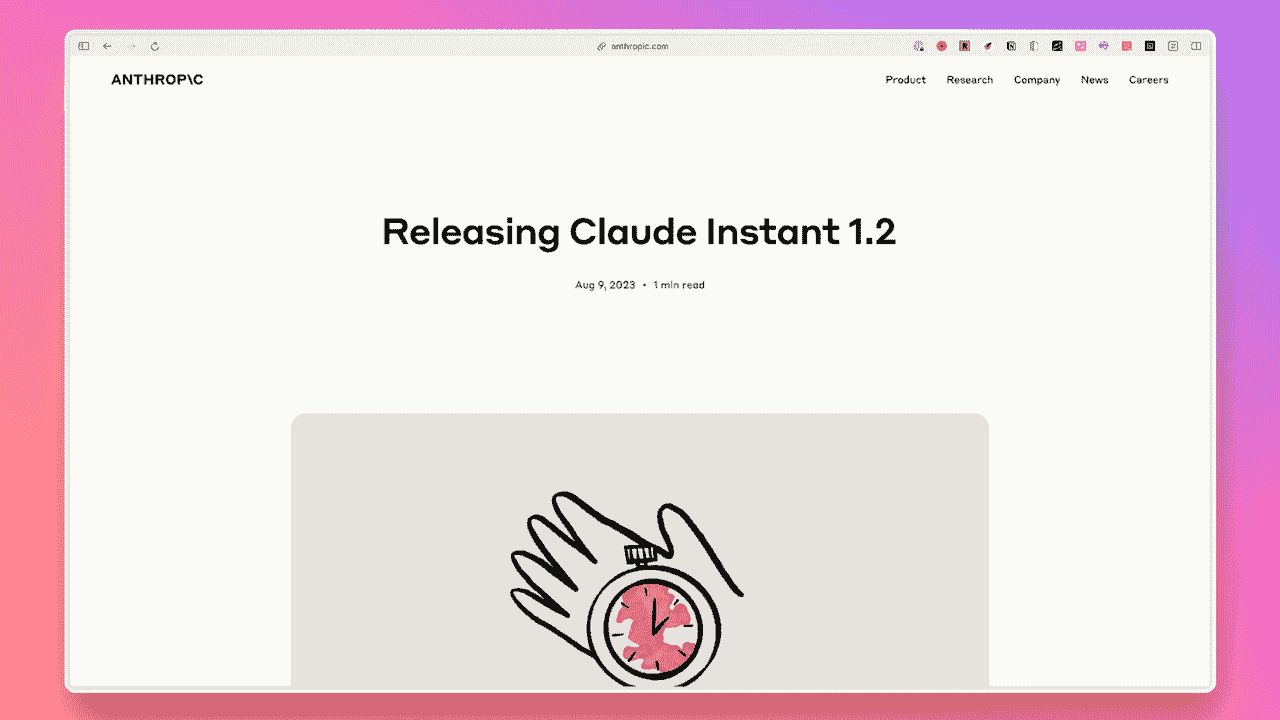 anthropic.com
ANTHROP\C
Product Research Company News Careers
Releasing Claude Instant 1.2
Aug 9, 2023 • 1 min read